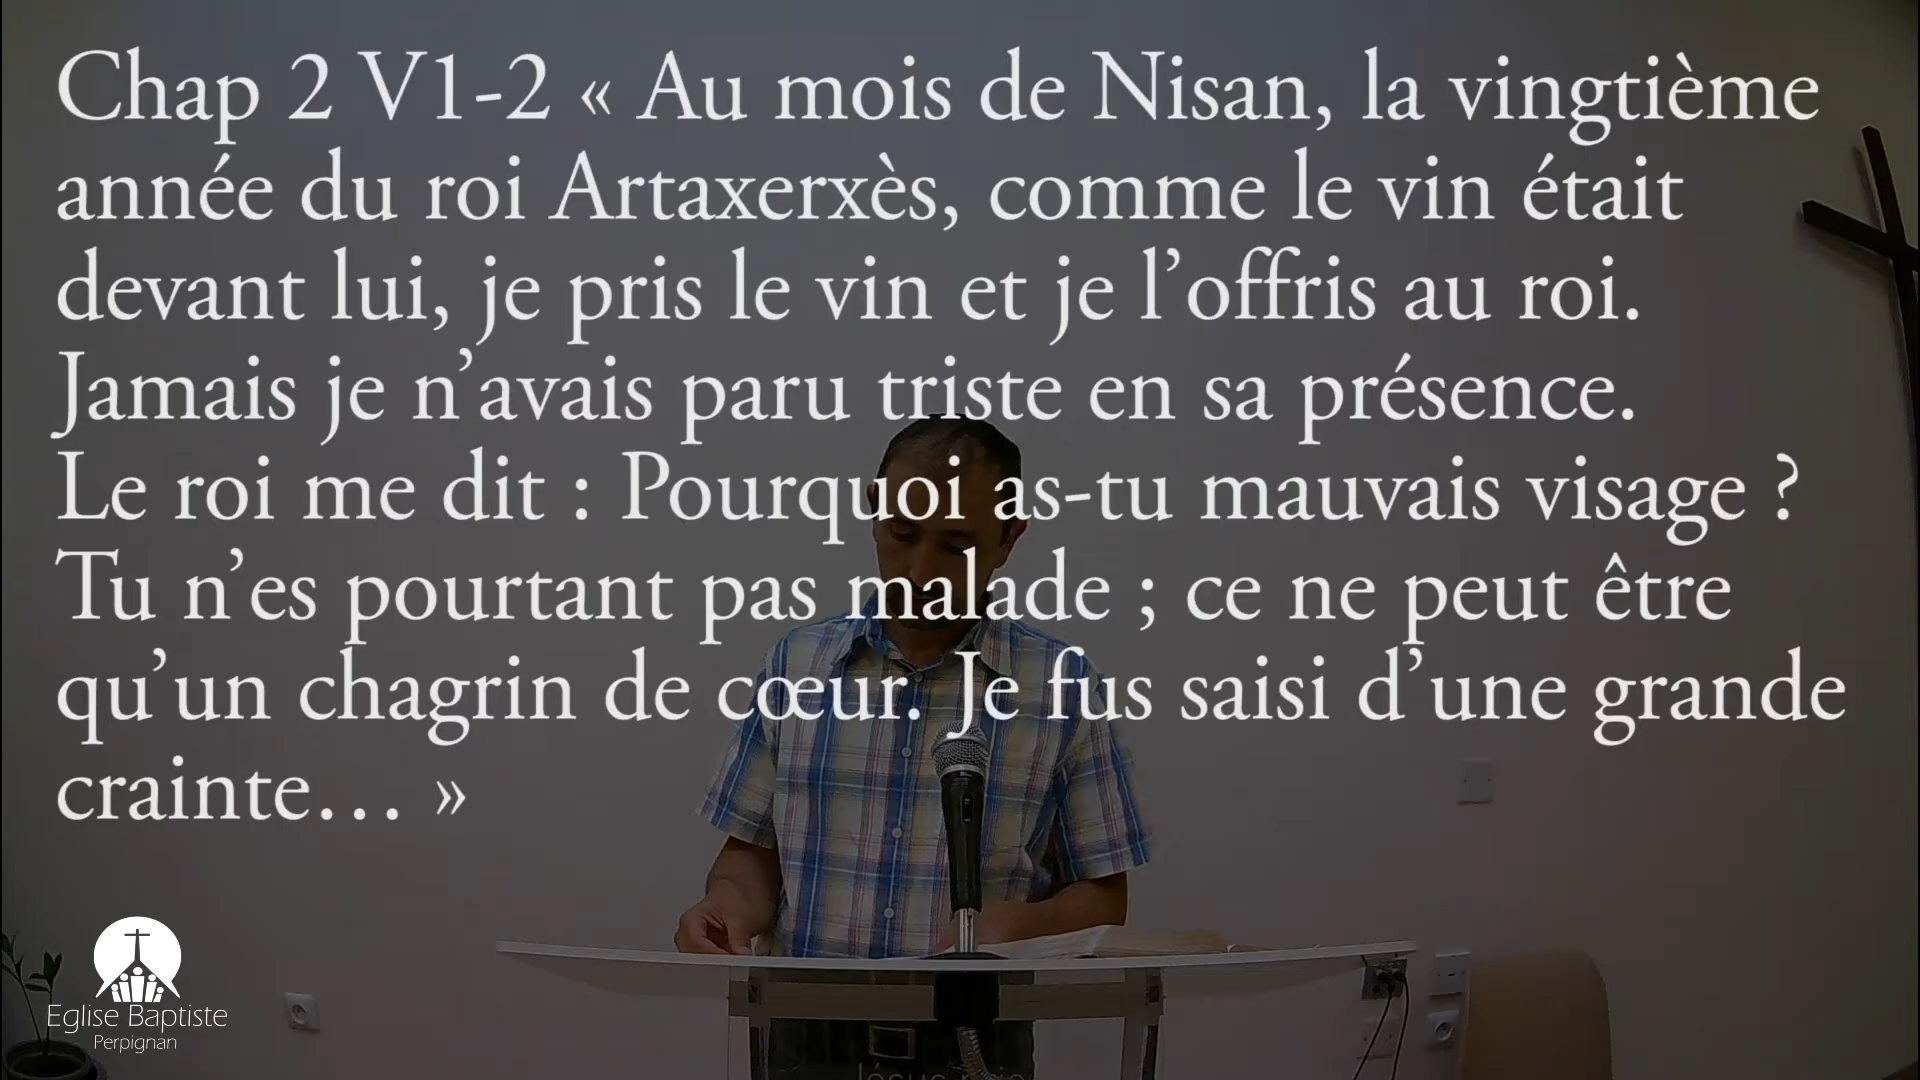 Chap 2 V1-2 « Au mois de Nisan, la vingtième
année du roi Artaxerxès, comme le vin était
devant lui, je pris le vin et je l’offris au roi.
Jamais je n’avais paru triste en sa présence.
Le roi me dit : Pourquoi as-tu mauvais visage ?
Tu n’es pourtant pas malade ; ce ne peut être
qu’un chagrin de cœur. Je fus saisi d’une grande
crainte… »
Eglise Baptiste
Perpignan